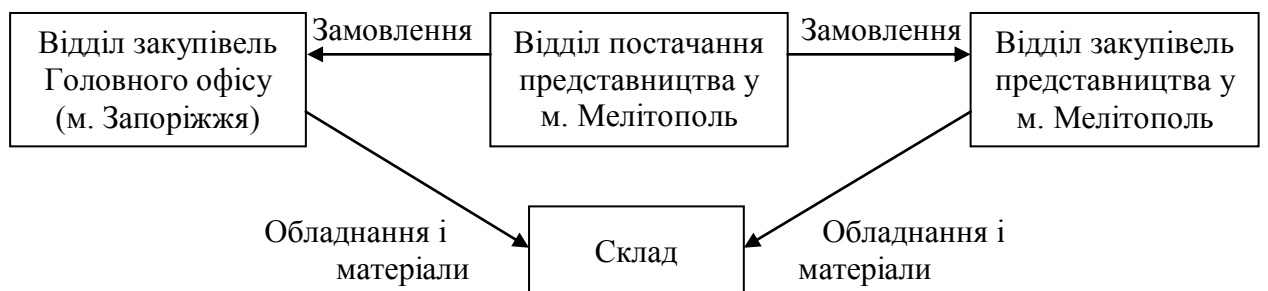 Відділ закупівель
Головного офісу
(м. Запоріжжя)
Замовлення
Відділ постачання
представництва у
м. Мелітополь
Замовлення
Відділ закупівель
представництва у
м. Мелітополь
Обладнання і
матеріали
Склад
Обладнання і
матеріали